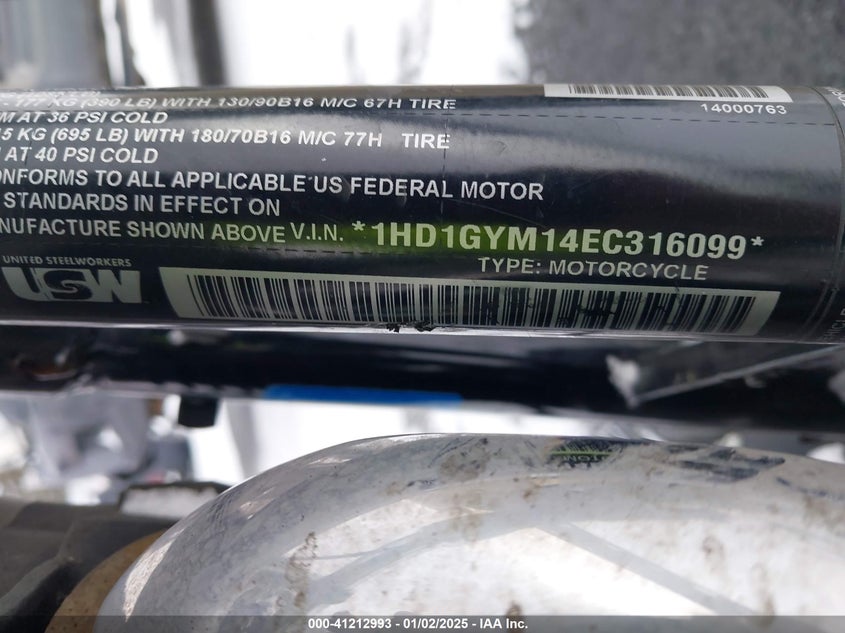 - 177 KG (390 LB) WITH 130/90B16 M/C 67H TIRE
M AT 36 PSI COLD
5 KG (695 LB) WITH 180/70B16 M/C 77H TIRE
AT 40 PSI COLD
ONFORMS TO ALL APPLICABLE US FEDERAL MOTOR
STANDARDS IN EFFECT ON
NUFACTURE SHOWN ABOVE V.I.N. *1HD1GYM14EC316099*
TYPE: MOTORCYCLE
14000763
UNITED STEELWORKERS
USW
000-41212993 - 01/02/2025 - IAA Inc.